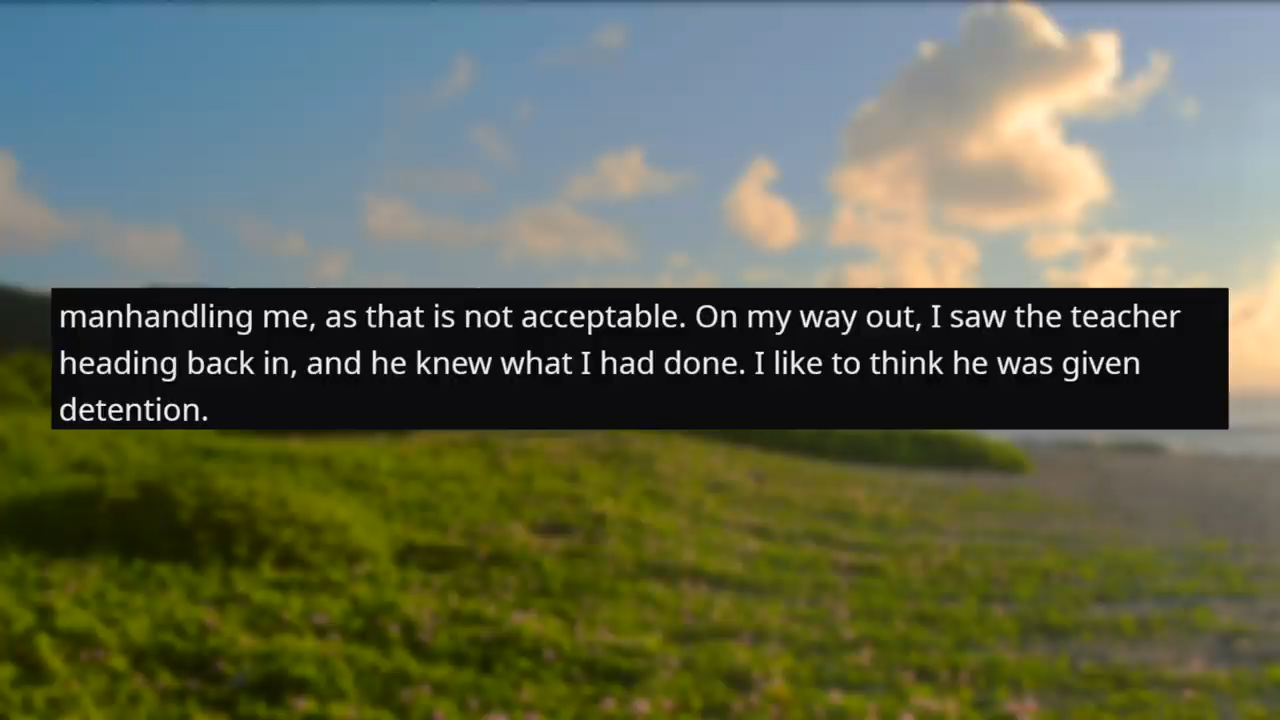 manhandling me, as that is not acceptable. On my way out, I saw the teacher
heading back in, and he knew what I had done. I like to think he was given
detention.